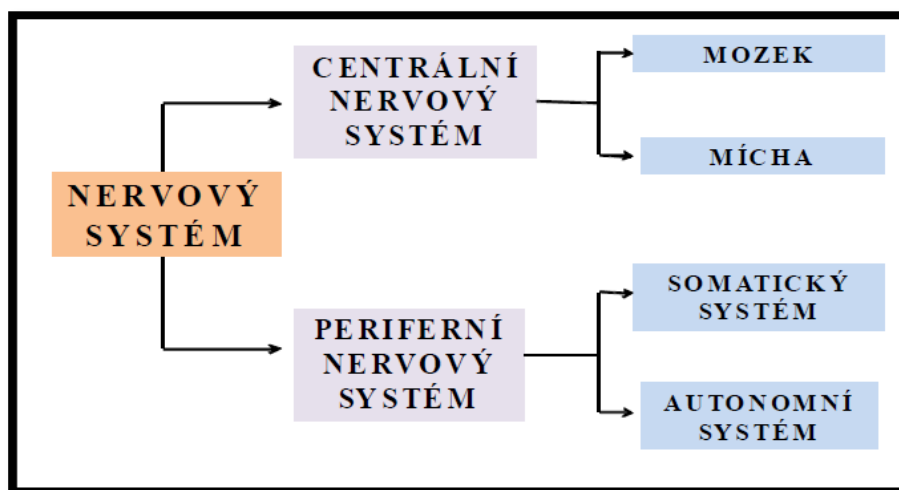 NERVOVÝ
SYSTÉM
CENTRÁLNÍ
NERVOVÝ
SYSTÉM
MOZEK
MÍCHA
PERIFERNÍ
NERVOVÝ
SYSTÉM
SOMATICKÝ
SYSTÉM
AUTONOMNÍ
SYSTÉM